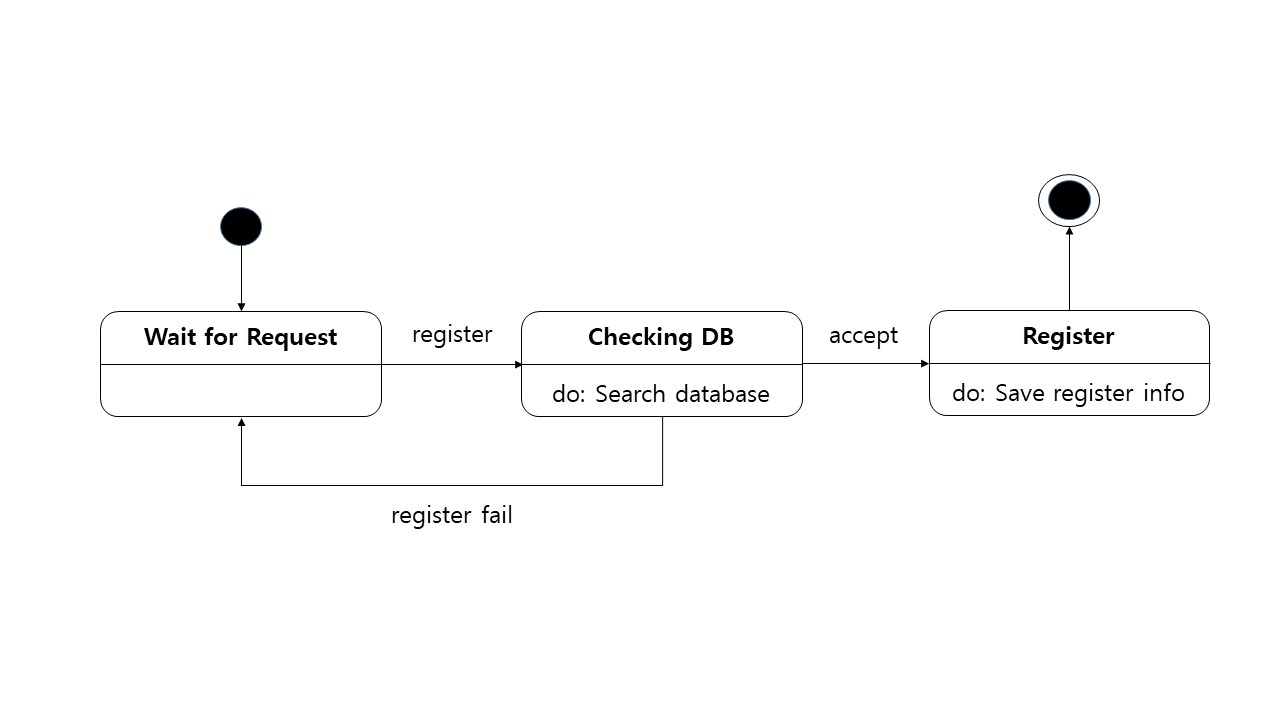 Wait for Request
register
Checking DB
do: Search database
accept
Register
do: Save register info
register fail